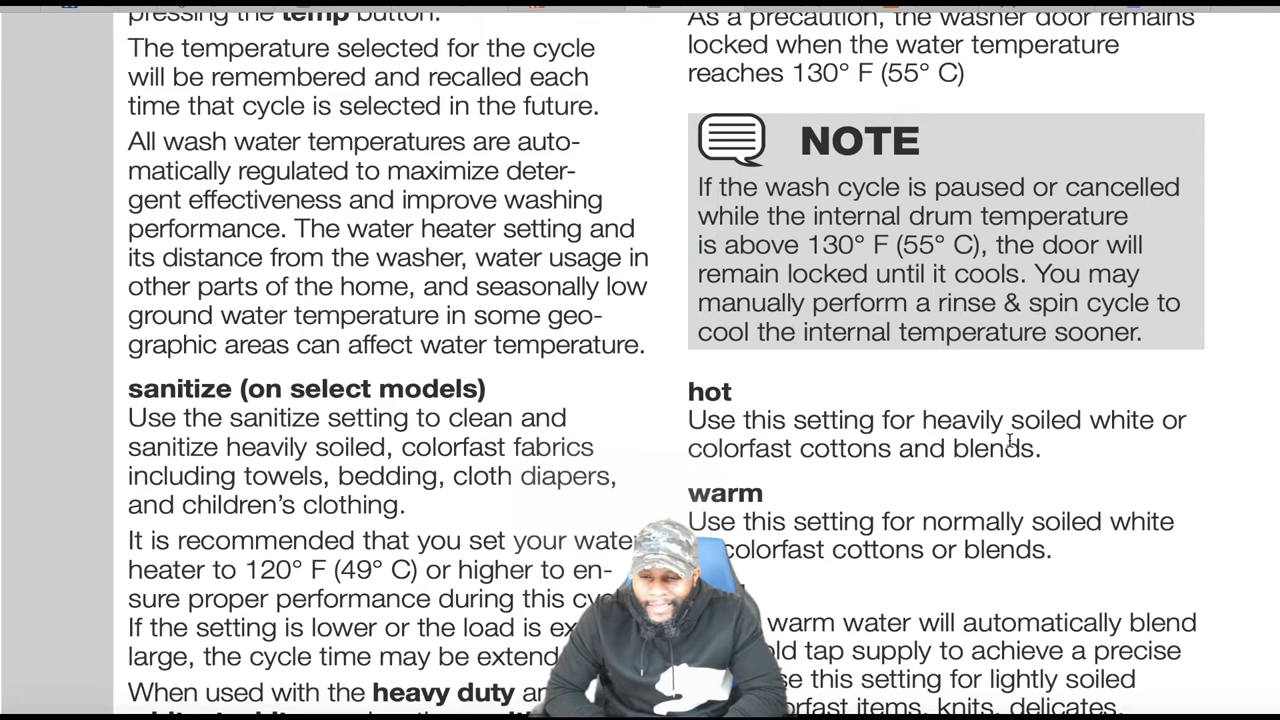 pressing the temp button.
The temperature selected for the cycle
will be remembered and recalled each
time that cycle is selected in the future.
All wash water temperatures are auto-
matically regulated to maximize deter-
gent effectiveness and improve washing
performance. The water heater setting and
its distance from the washer, water usage in
other parts of the home, and seasonally low
ground water temperature in some geo-
graphic areas can affect water temperature.
sanitize (on select models)
Use the sanitize setting to clean and
sanitize heavily soiled, colorfast fabrics
including towels, bedding, cloth diapers,
and children's clothing.
It is recommended that you set your water
heater to 120° F (49° C) or higher to en-
sure proper performance during this
If the setting is lower or the load is
large, the cycle time may be
When used with the heavy duty
As a precaution, the washer door remains
locked when the water temperature
reaches 130° F (55° C)
NOTE
If the wash cycle is paused or cancelled
while the internal drum temperature
is above 130° F (55° C), the door will
remain locked until it cools. You may
manually perform a rinse & spin cycle to
cool the internal temperature sooner.
hot
Use this setting for heavily soiled white or
colorfast cottons and blends.
warm
Use this setting for normally soiled white
colorfast cottons or blends.
warm water will automatically blend
tap supply to achieve a precise
this setting for lightly soiled
items, knits, delicates,